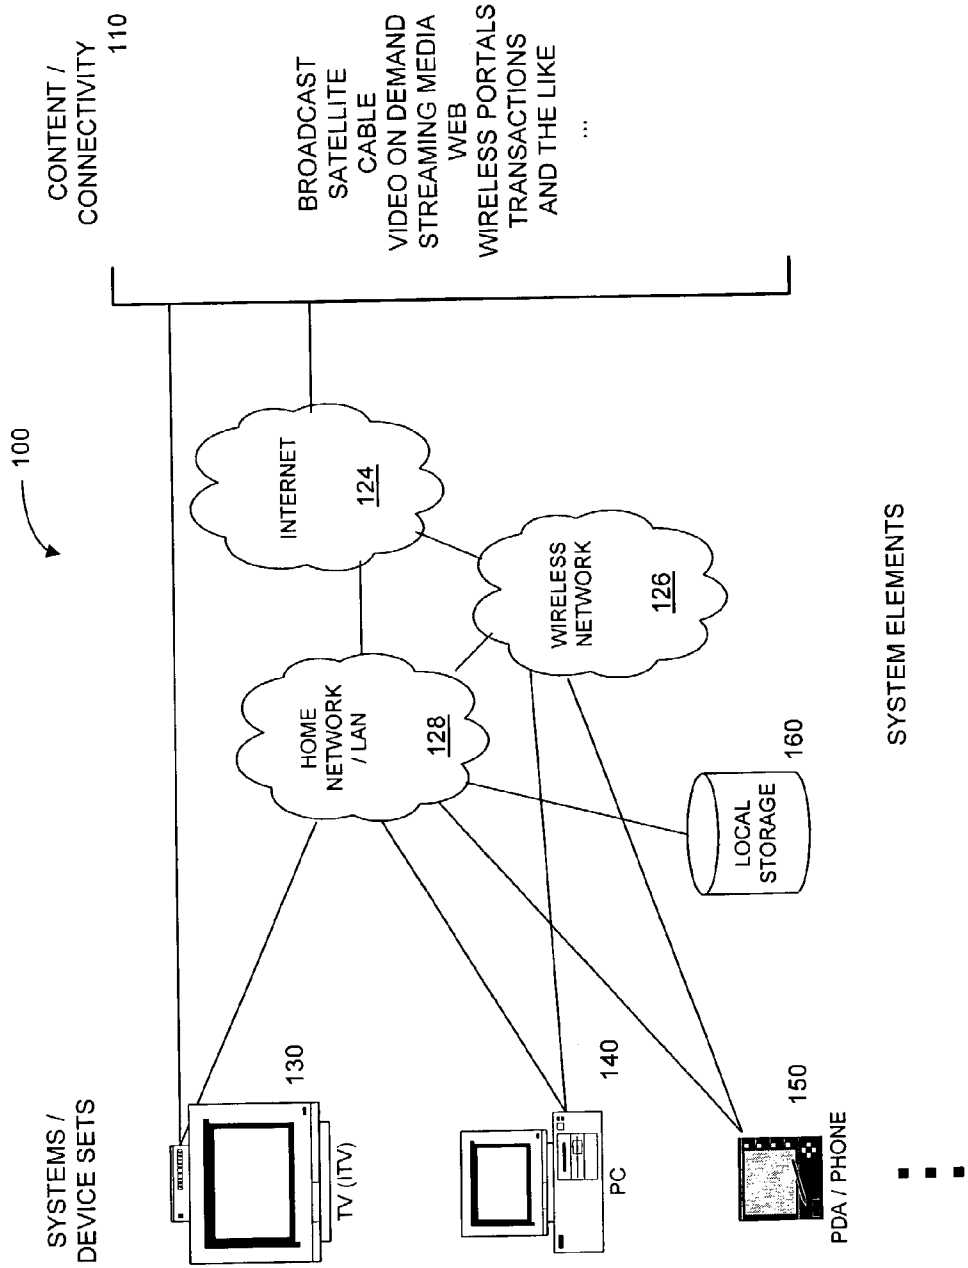 100
SYSTEMS /
DEVICE SETS
CONTENT /
CONNECTIVITY
110
TV (ITV)
130
PC
140
PDA / PHONE
150
HOME
NETWORK
/ LAN
128
INTERNET
124
WIRELESS
NETWORK
126
LOCAL
STORAGE
160
BROADCAST
SATELLITE
CABLE
VIDEO ON DEMAND
STREAMING MEDIA
WEB
WIRELESS PORTALS
TRANSACTIONS
AND THE LIKE
...
SYSTEM ELEMENTS